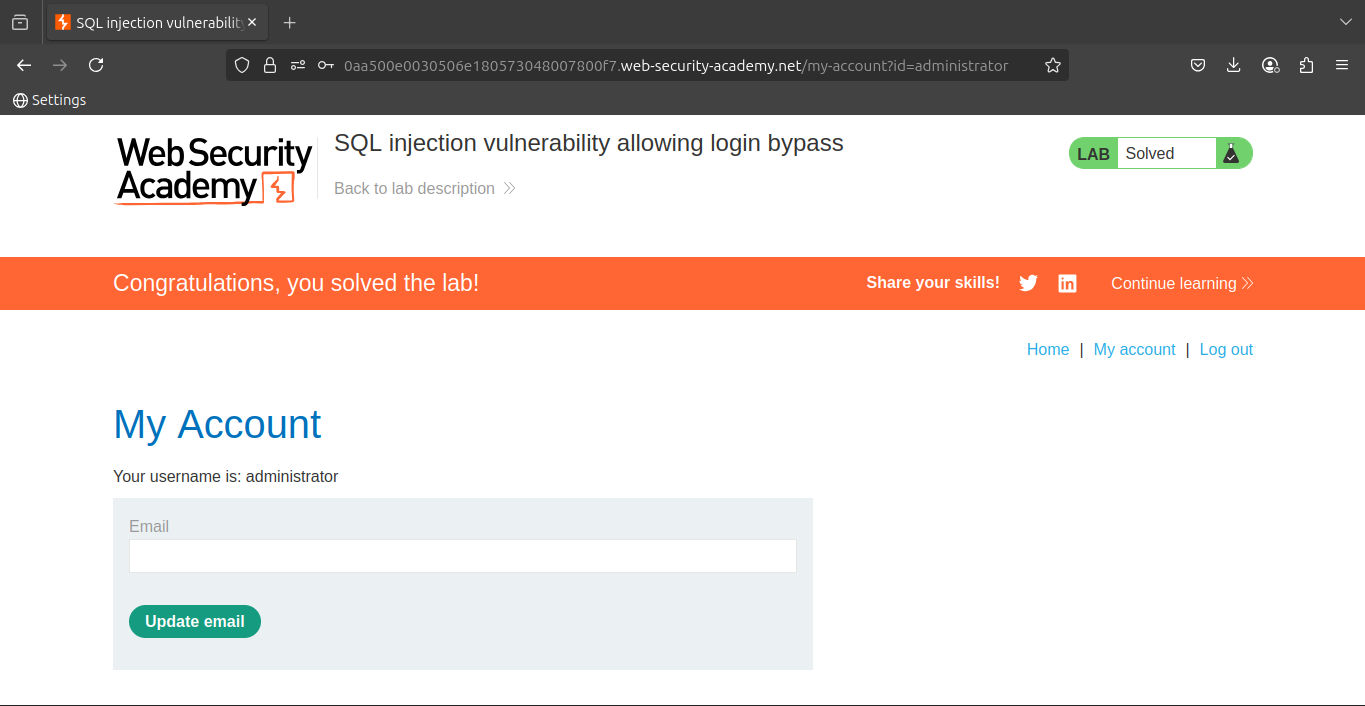 SQL injection vulnerability
0aa500e0030506e180573048007800f7.web-security-academy.net/my-account?id=administrator
Settings
Web Security
Academy
SQL injection vulnerability allowing login bypass
Back to lab description
LAB Solved
Congratulations, you solved the lab!
Share your skills!
Continue learning
Home | My account | Log out
My Account
Your username is: administrator
Email
Update email